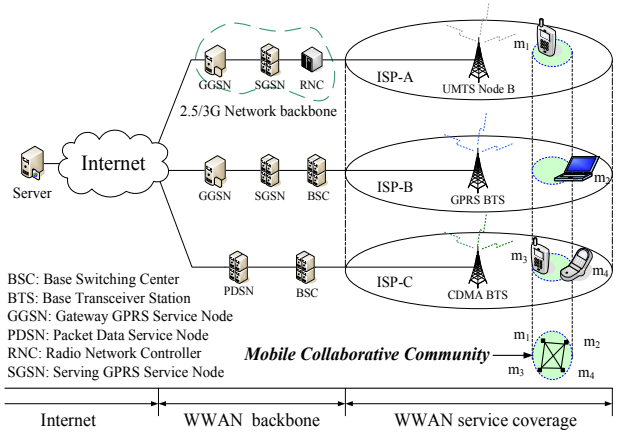 m1
GGSN
SGSN
RNC
ISP-A
UMTS Node B
2.5/3G Network backbone
Internet
Server
GGSN
SGSN
BSC
ISP-B
GPRS BTS
m2
PDSN
BSC
ISP-C
CDMA BTS
m3
m4
BSC: Base Switching Center
BTS: Base Transceiver Station
GGSN: Gateway GPRS Service Node
PDSN: Packet Data Service Node
RNC: Radio Network Controller
SGSN: Serving GPRS Service Node
Mobile Collaborative Community
m1
m2
m3
m4
Internet
WWAN backbone
WWAN service coverage